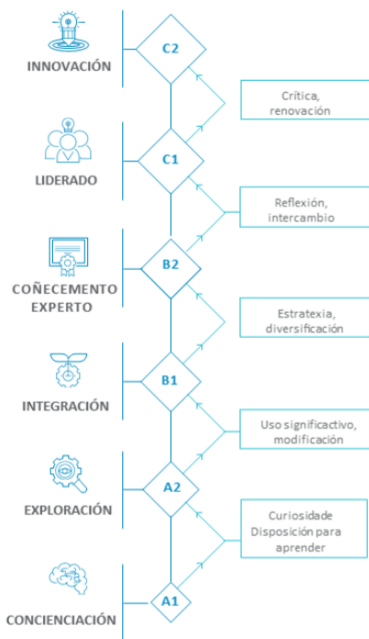 C2
INNOVACIÓN
Crítica,
renovación
C1
LIDERADO
Reflexión,
intercambio
B2
COÑECEMENTO
EXPERTO
Estratexia,
diversificación
B1
INTEGRACIÓN
Uso significactivo,
modificación
A2
EXPLORACIÓN
Curiosidade
Disposición para
aprender
A1
CONCIENCIACIÓN